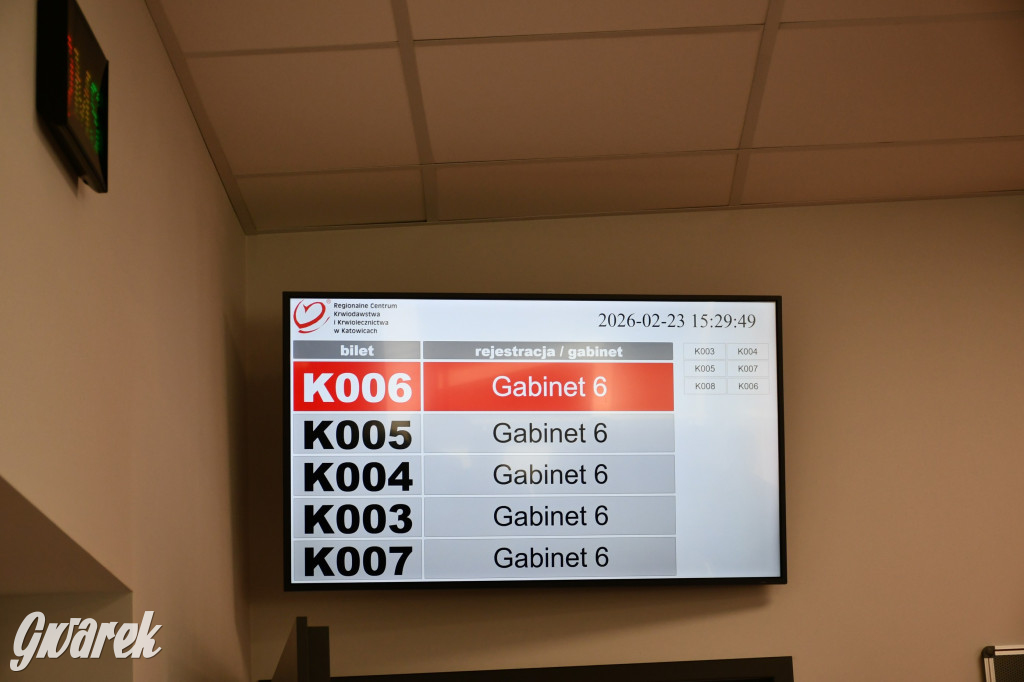 Regionalne Centrum
Krwiodawstwa
i Krwiolecznictwa
w Katowicach
2026-02-23 15:29:49
bilet rejestracja / gabinet
K006 Gabinet 6
K005 Gabinet 6
K004 Gabinet 6
K003 Gabinet 6
K007 Gabinet 6
K003 K004
K005 K007
K008 K006
Gwarek